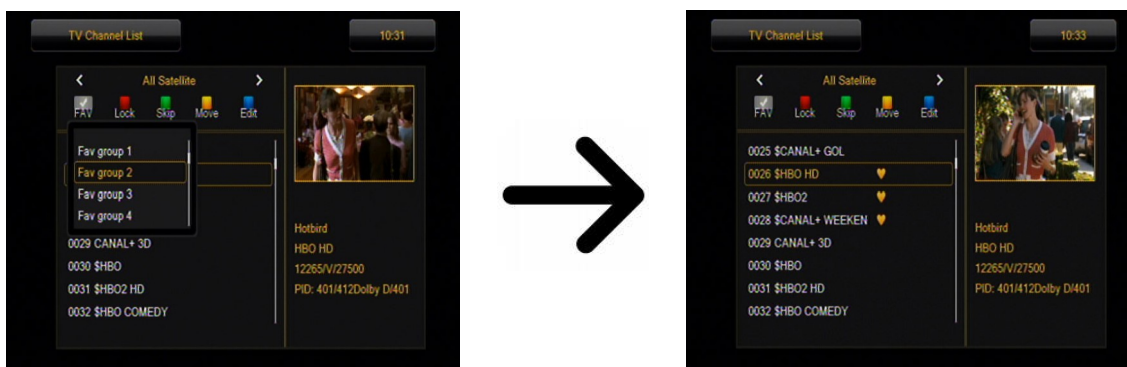 TV Channel List
10:31
All Satellite
FAV Lock Skip Move Edit
Fav group 1
Fav group 2
Fav group 3
Fav group 4
0029 CANAL+ 3D
0030 $HBO
0031 $HBO2 HD
0032 $HBO COMEDY
Hotbird
HBO HD
12265/V/27500
PID: 401/412Dolby D/401
TV Channel List
10:33
All Satellite
FAV Lock Skip Move Edit
0025 $CANAL+ GOL
0026 $HBO HD
0027 $HBO2
0028 $CANAL+ WEEKEN
0029 CANAL+ 3D
0030 $HBO
0031 $HBO2 HD
0032 $HBO COMEDY
Hotbird
HBO HD
12265/V/27500
PID: 401/412Dolby D/401